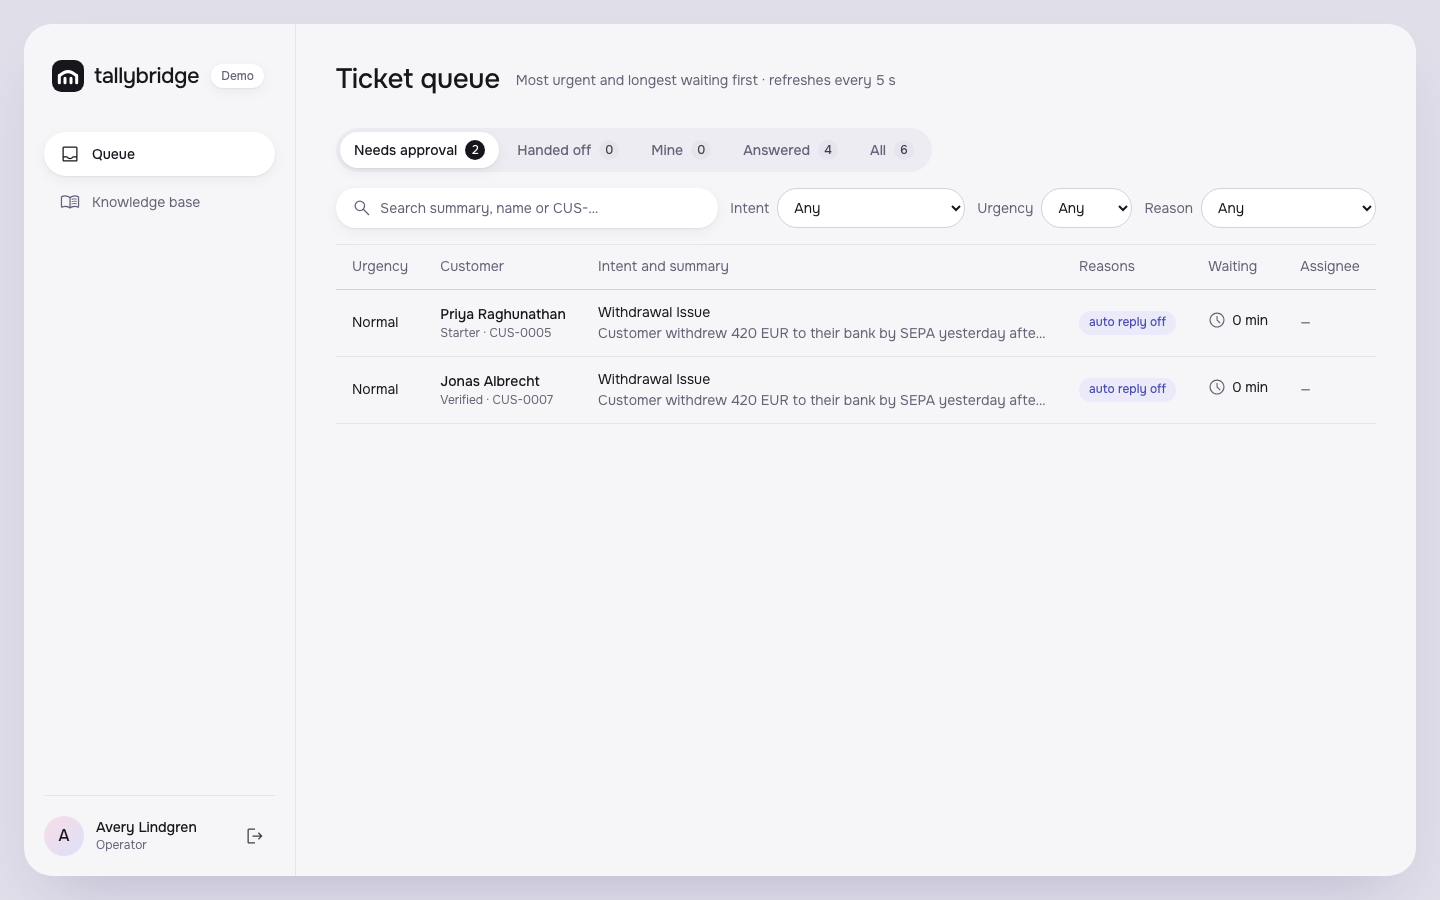 tallybridge Demo
Queue
Knowledge base
Avery Lindgren
Operator
A
Ticket queue Most urgent and longest waiting first · refreshes every 5 s
Needs approval 2 Handed off 0 Mine 0 Answered 4 All 6
Search summary, name or CUS-... Intent Any Urgency Any Reason Any
Urgency Customer Intent and summary Reasons Waiting Assignee
Normal Priya Raghunathan Withdrawal Issue auto reply off 0 min –
Starter · CUS-0005 Customer withdrew 420 EUR to their bank by SEPA yesterday afte...
Normal Jonas Albrecht Withdrawal Issue auto reply off 0 min –
Verified · CUS-0007 Customer withdrew 420 EUR to their bank by SEPA yesterday afte...